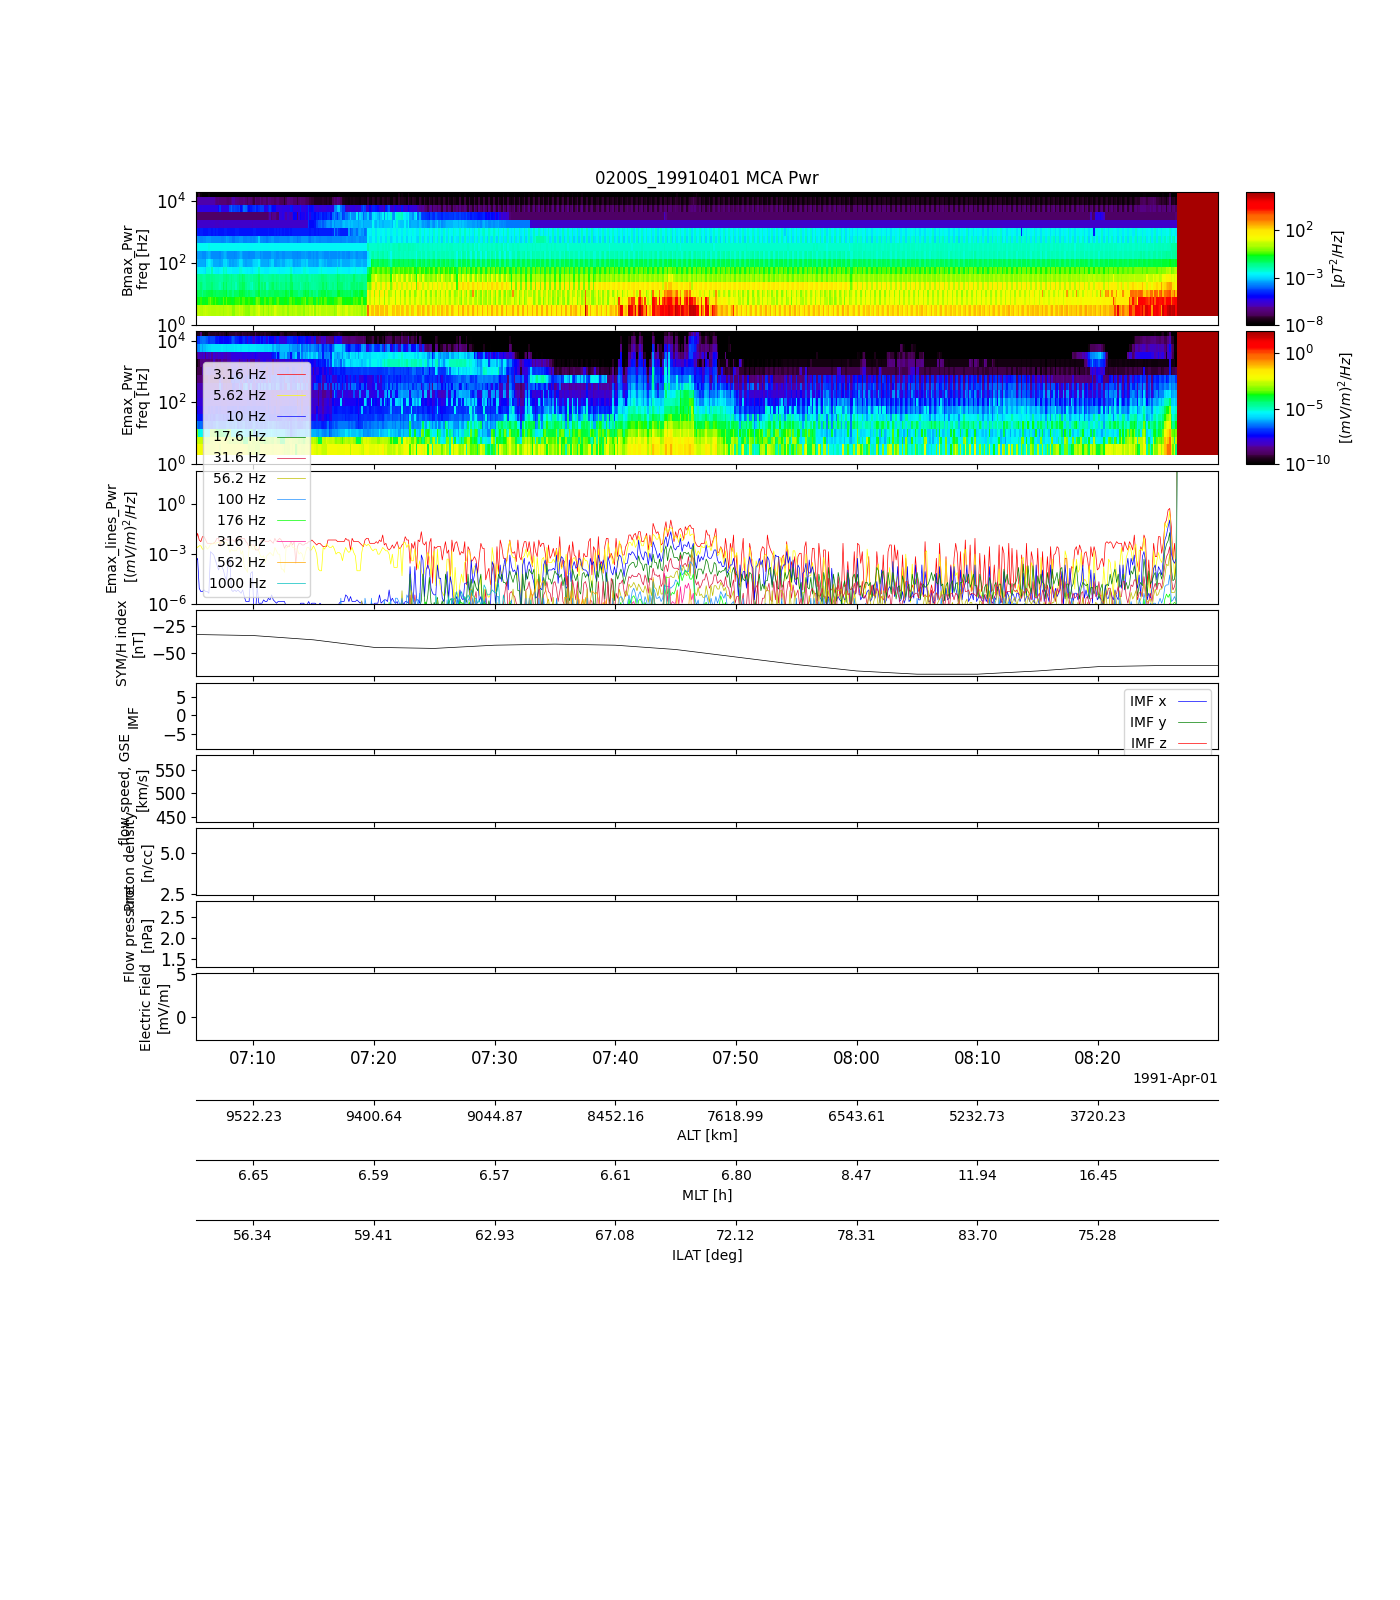 0200S_19910401 MCA Pwr
Bmax_Pwr
freq [Hz]
10^4
10^2
10^0
10^2
10^-3
10^-8
[pT^2/Hz]
Emax_Pwr
freq [Hz]
10^4
10^2
10^0
10^0
10^-5
10^-10
[(mV/m)^2/Hz]
3.16 Hz
5.62 Hz
10 Hz
17.6 Hz
31.6 Hz
56.2 Hz
100 Hz
176 Hz
316 Hz
562 Hz
1000 Hz
Emax_lines_Pwr
[(mV/m)^2/Hz]
10^0
10^-3
10^-6
SYM/H index
[nT]
−25
−50
IMF
5
0
−5
IMF x
IMF y
IMF z
flow speed, GSE
[km/s]
550
500
450
Proton density
[n/cc]
5.0
2.5
Flow pressure
[nPa]
2.5
2.0
1.5
Electric Field
[mV/m]
5
0
07:10 07:20 07:30 07:40 07:50 08:00 08:10 08:20
1991-Apr-01
9522.23 9400.64 9044.87 8452.16 7618.99 6543.61 5232.73 3720.23
ALT [km]
6.65 6.59 6.57 6.61 6.80 8.47 11.94 16.45
MLT [h]
56.34 59.41 62.93 67.08 72.12 78.31 83.70 75.28
ILAT [deg]